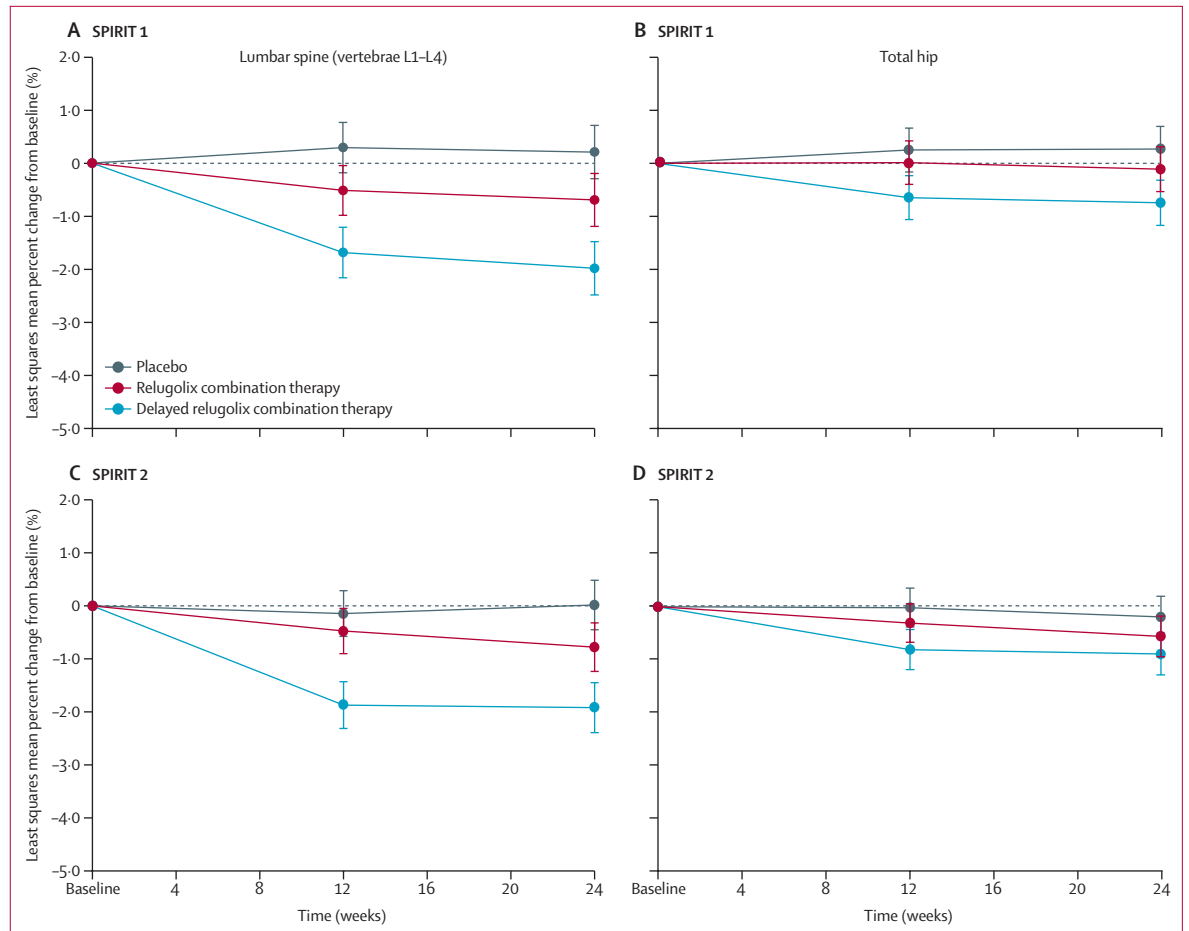 A SPIRIT 1
Lumbar spine (vertebrae L1–L4)
Least squares mean percent change from baseline (%)
2·0
1·0
0
–1·0
–2·0
–3·0
–4·0
–5·0
Placebo
Relugolix combination therapy
Delayed relugolix combination therapy
B SPIRIT 1
Total hip
C SPIRIT 2
Least squares mean percent change from baseline (%)
2·0
1·0
0
–1·0
–2·0
–3·0
–4·0
–5·0
Baseline 4 8 12 16 20 24
Time (weeks)
D SPIRIT 2
Baseline 4 8 12 16 20 24
Time (weeks)